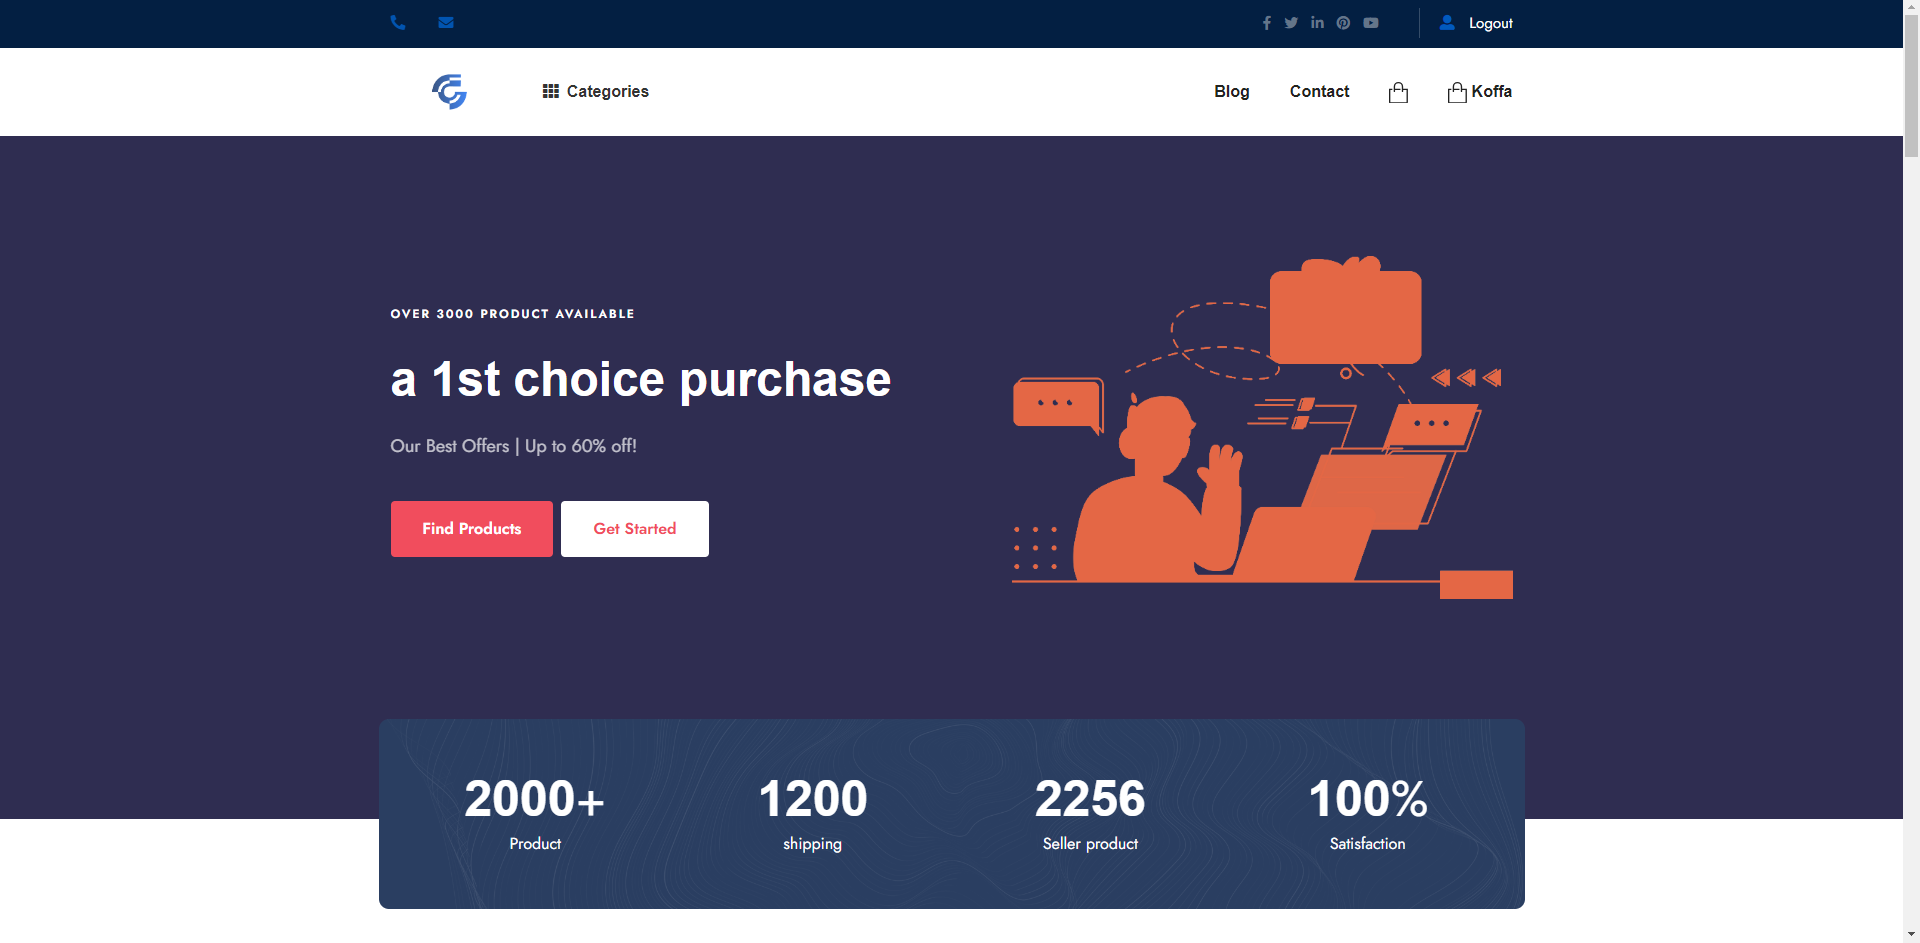 Logout
Categories
Blog
Contact
Koffa
OVER 3000 PRODUCT AVAILABLE
a 1st choice purchase
Our Best Offers | Up to 60% off!
Find Products
Get Started
2000+
Product
1200
shipping
2256
Seller product
100%
Satisfaction